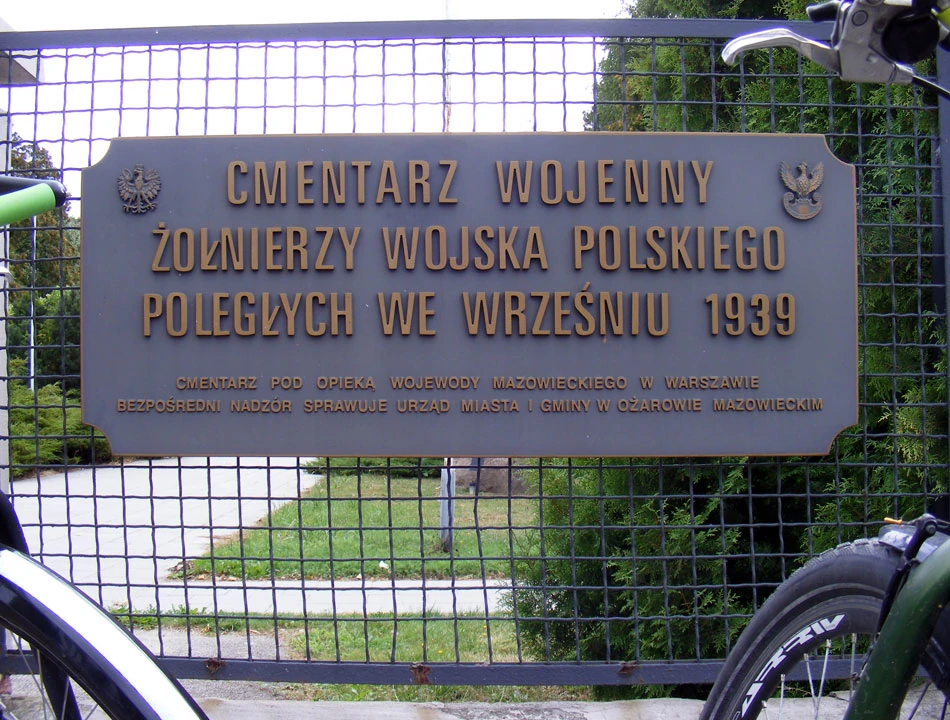 CMENTARZ WOJENNY
ŻOŁNIERZY WOJSKA POLSKIEGO
POLEGŁYCH WE WRZEŚNIU 1939
CMENTARZ POD OPIEKA WOJEWODY MAZOWIECKIEGO W WARSZAWIE
BEZPOŚREDNI NADZÓR SPRAWUJE URZĄD MIASTA I GMINY W OŻAROWIE MAZOWIECKIM